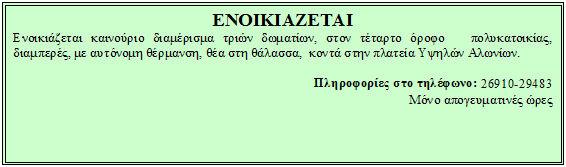 ΕΝΟΙΚΙΑΖΕΤΑΙ
Ενοικιάζεται καινούριο διαμέρισμα τριών δωματίων, στον τέταρτο όροφο πολυκατοικίας,
διαμπερές, με αυτόνομη θέρμανση, θέα στη θάλασσα, κοντά στην πλατεία Υψηλών Αλωνίων.
Πληροφορίες στο τηλέφωνο: 26910-29483
Μόνο απογευματινές ώρες